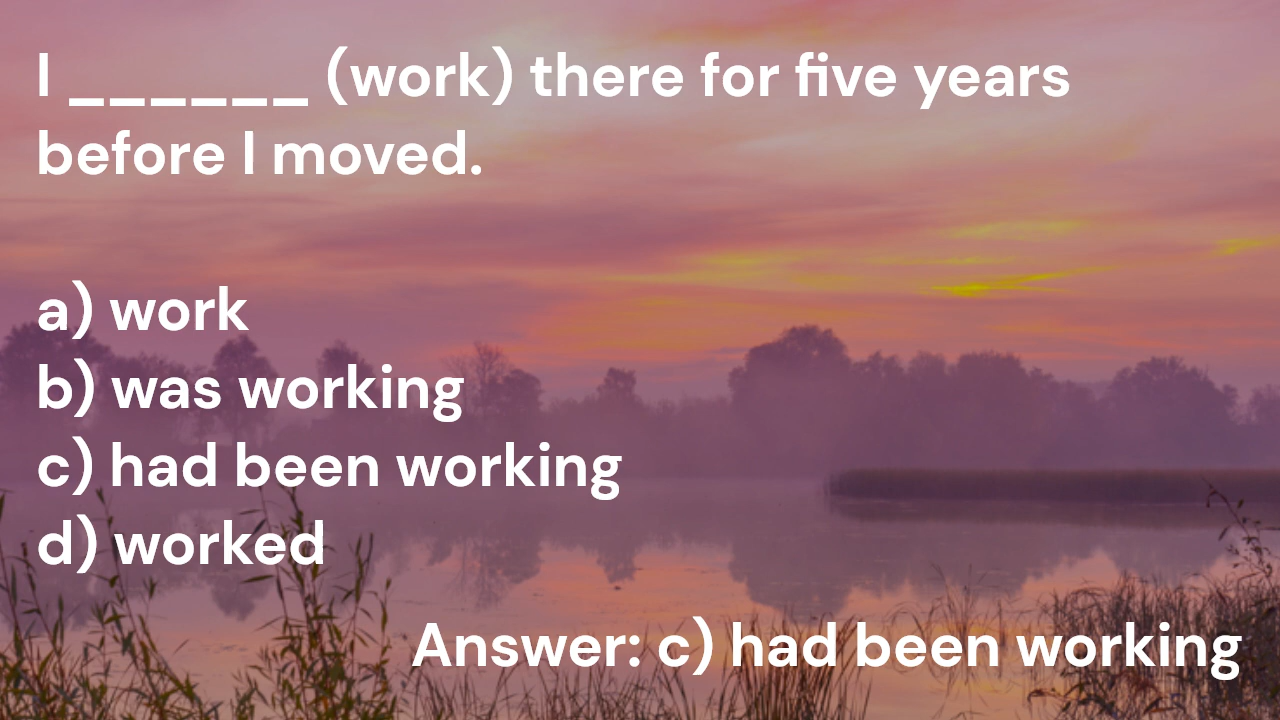 I ______ (work) there for five years
before I moved.
a) work
b) was working
c) had been working
d) worked
Answer: c) had been working